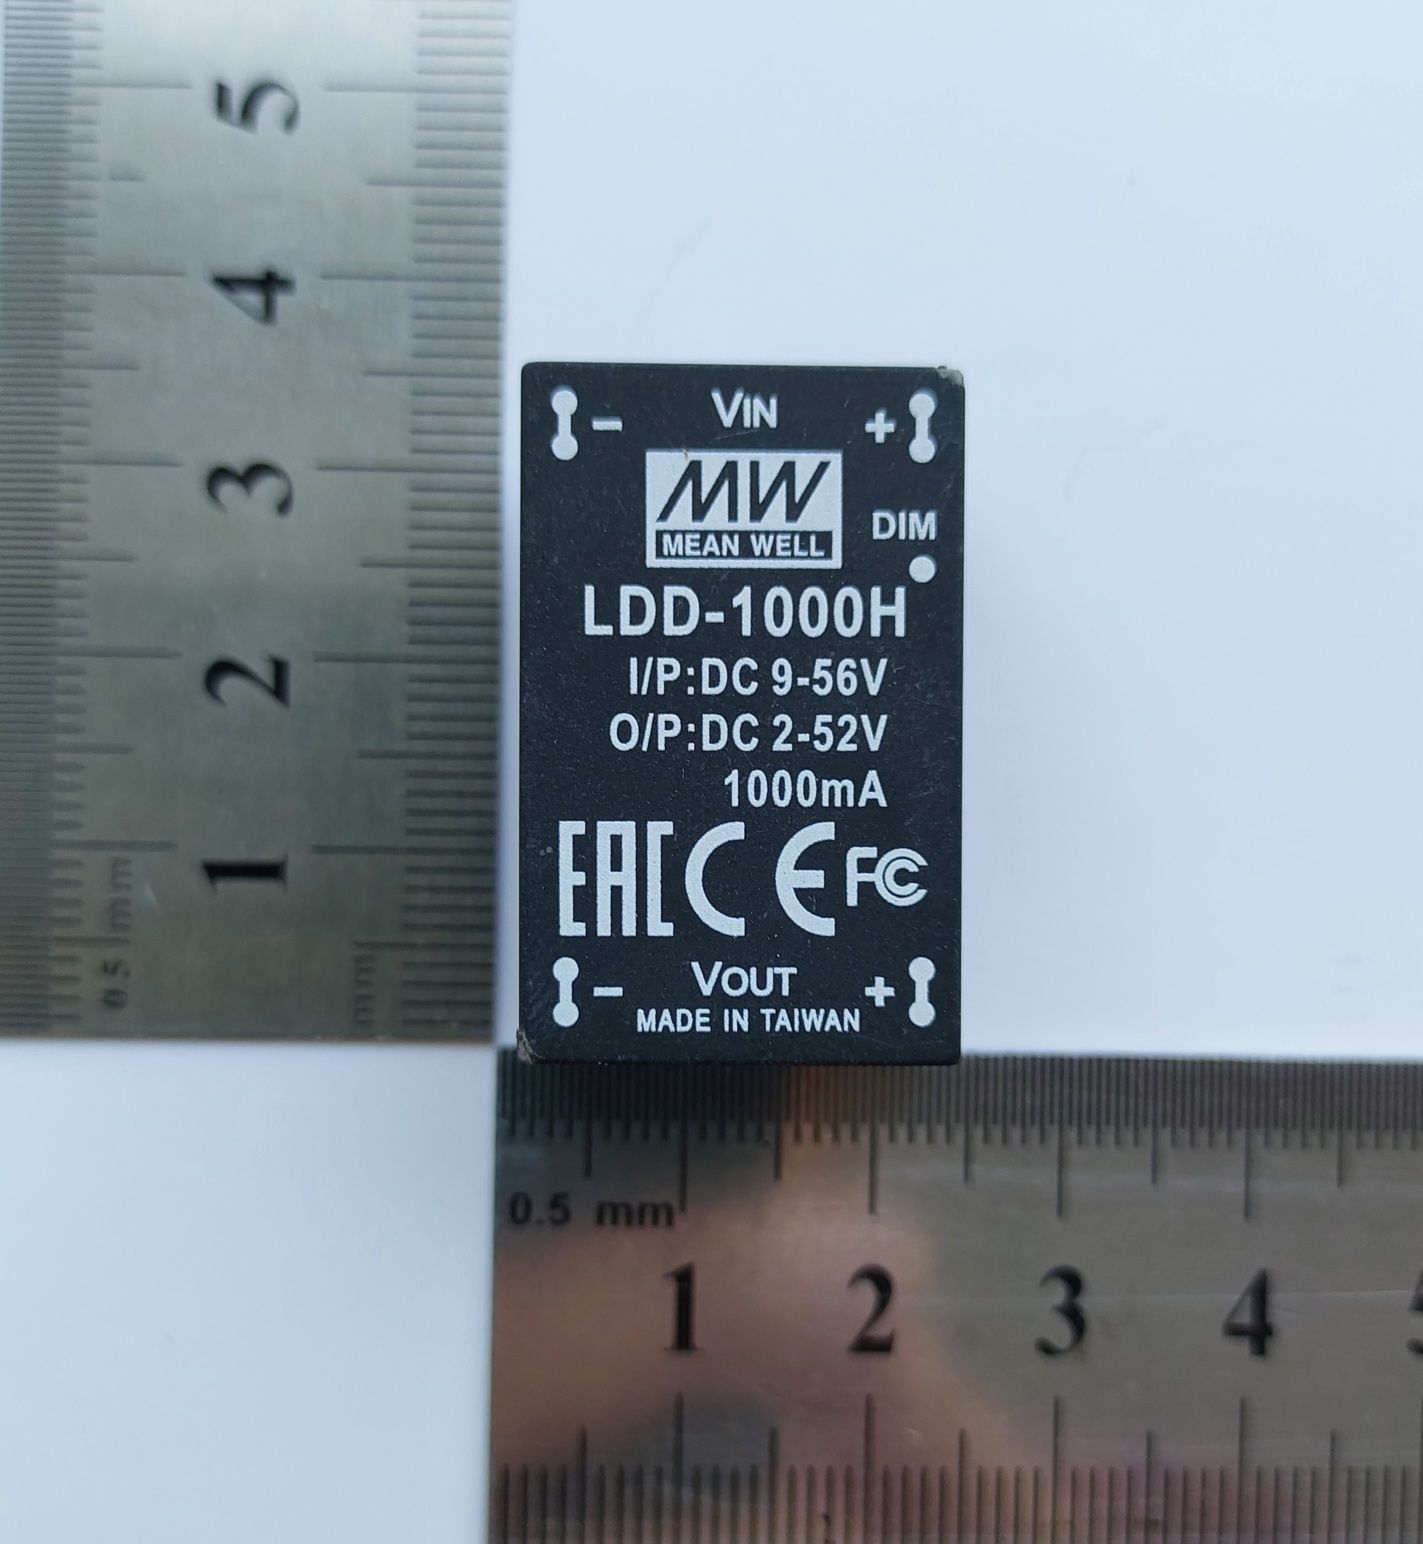 5
4
3
2
1
0.5 mm
mm
- VIN +
MW
MEAN WELL
DIM
LDD-1000H
I/P:DC 9-56V
O/P:DC 2-52V
1000mA
EAC CE FC
- VOUT +
MADE IN TAIWAN
0.5 mm
1 2 3 4 5